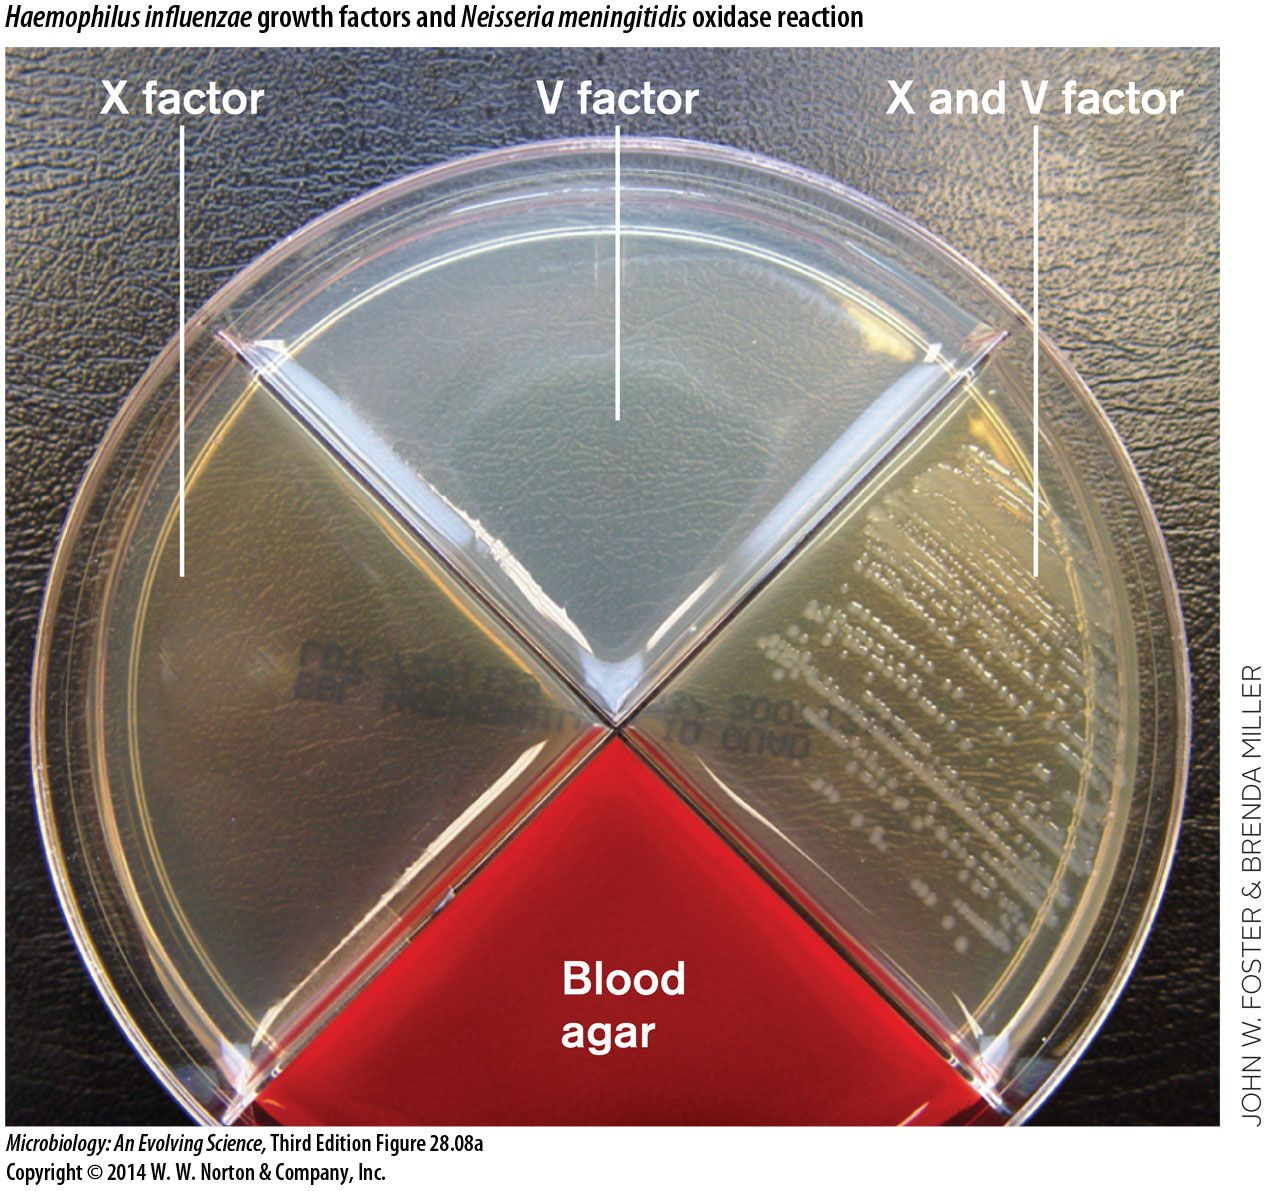 Haemophilus influenzae growth factors and Neisseria meningitidis oxidase reaction
X factor
V factor
X and V factor
Blood
agar
JOHN W. FOSTER & BRENDA MILLER
Microbiology: An Evolving Science, Third Edition Figure 28.08a
Copyright © 2014 W. W. Norton & Company, Inc.